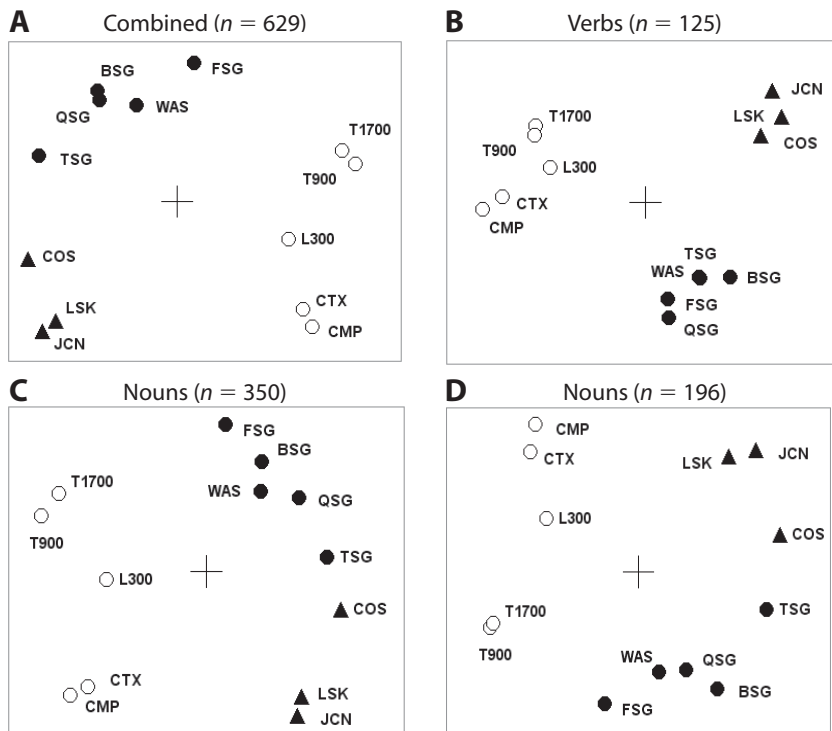 A Combined (n = 629)
BSG
FSG
QSG
WAS
T1700
TSG
T900
L300
COS
LSK
CTX
JCN
CMP
B Verbs (n = 125)
JCN
T1700
LSK
COS
T900
L300
CTX
CMP
TSG
WAS
BSG
FSG
QSG
C Nouns (n = 350)
FSG
BSG
T1700
WAS
QSG
T900
TSG
L300
COS
CTX
LSK
CMP
JCN
D Nouns (n = 196)
CMP
CTX
LSK
JCN
L300
COS
T1700
TSG
T900
WAS
QSG
BSG
FSG